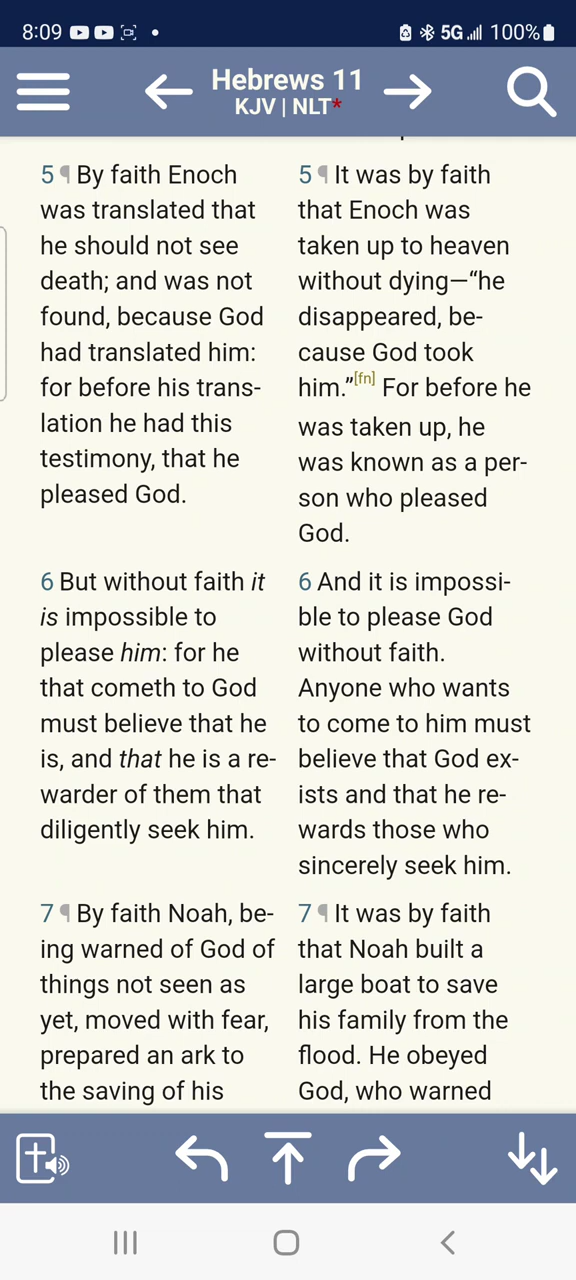 8:09
5G 100%
Hebrews 11
KJV | NLT*
5 ¶ By faith Enoch
was translated that
he should not see
death; and was not
found, because God
had translated him:
for before his trans-
lation he had this
testimony, that he
pleased God.
5 ¶ It was by faith
that Enoch was
taken up to heaven
without dying—“he
disappeared, be-
cause God took
him.”[fn] For before he
was taken up, he
was known as a per-
son who pleased
God.
6 But without faith it
is impossible to
please him: for he
that cometh to God
must believe that he
is, and that he is a re-
warder of them that
diligently seek him.
6 And it is impossi-
ble to please God
without faith.
Anyone who wants
to come to him must
believe that God ex-
ists and that he re-
wards those who
sincerely seek him.
7 ¶ By faith Noah, be-
ing warned of God of
things not seen as
yet, moved with fear,
prepared an ark to
the saving of his
7 ¶ It was by faith
that Noah built a
large boat to save
his family from the
flood. He obeyed
God, who warned